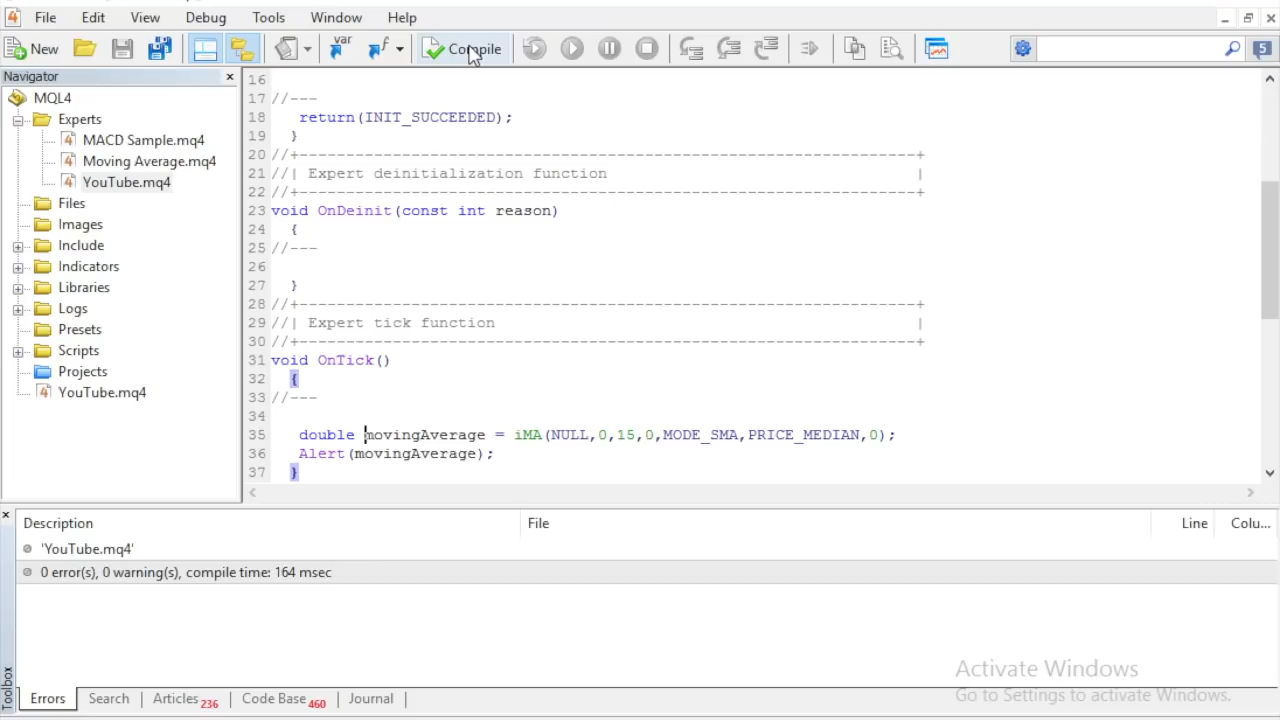 File Edit View Debug Tools Window Help
New var f Compile 5
Navigator
MQL4
Experts
MACD Sample.mq4
Moving Average.mq4
YouTube.mq4
Files
Images
Include
Indicators
Libraries
Logs
Presets
Scripts
Projects
YouTube.mq4
16
17 //---
18 return(INIT_SUCCEEDED);
19 }
20 //+------------------------------------------------------------------+
21 //| Expert deinitialization function |
22 //+------------------------------------------------------------------+
23 void OnDeinit(const int reason)
24 {
25 //---
26
27 }
28 //+------------------------------------------------------------------+
29 //| Expert tick function |
30 //+------------------------------------------------------------------+
31 void OnTick()
32 {
33 //---
34
35 double movingAverage = iMA(NULL,0,15,0,MODE_SMA,PRICE_MEDIAN,0);
36 Alert(movingAverage);
37 }
Description File Line Colu...
'YouTube.mq4'
0 error(s), 0 warning(s), compile time: 164 msec
Activate Windows
Go to Settings to activate Windows.
Toolbox
Errors Search Articles 236 Code Base 460 Journal